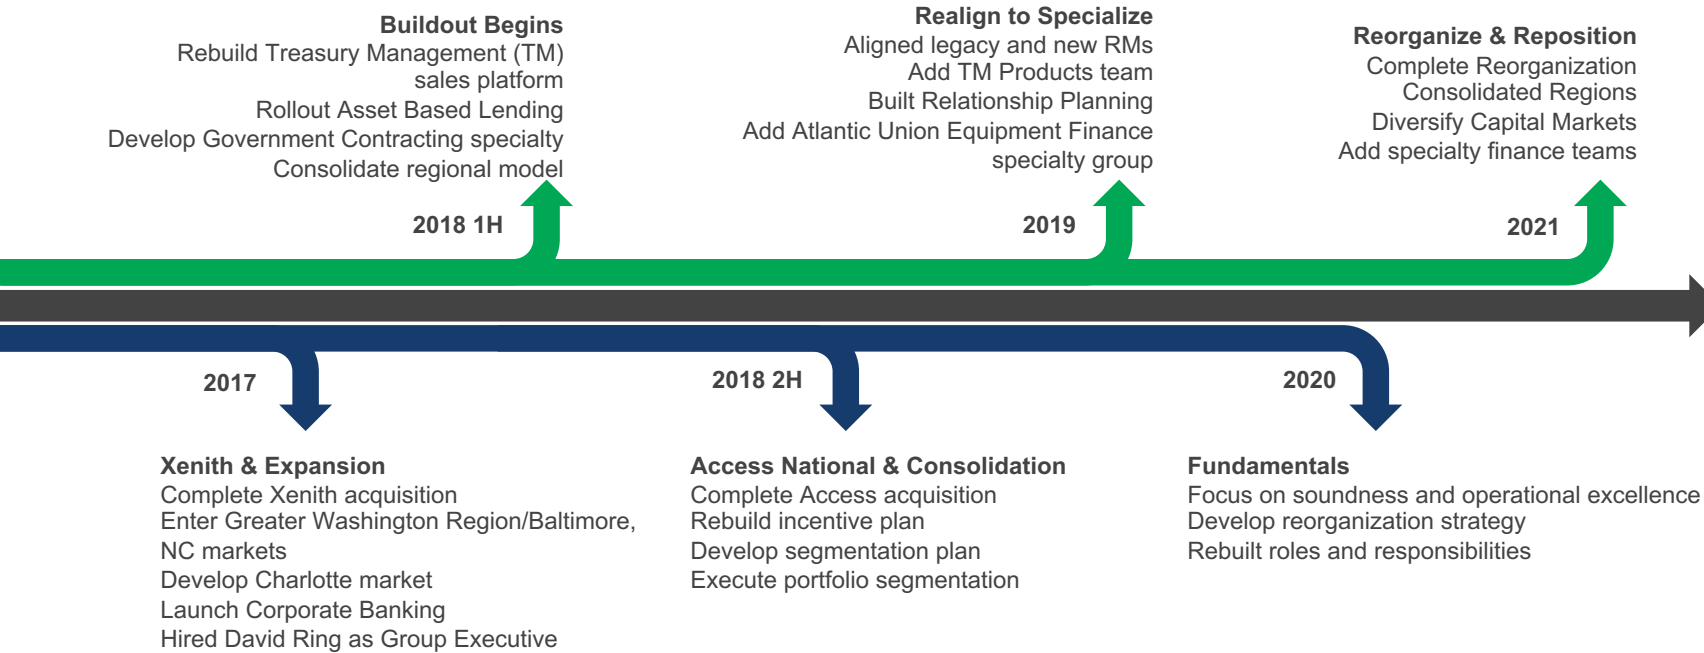 Buildout Begins
Rebuild Treasury Management (TM)
sales platform
Rollout Asset Based Lending
Develop Government Contracting specialty
Consolidate regional model
2018 1H
Realign to Specialize
Aligned legacy and new RMs
Add TM Products team
Built Relationship Planning
Add Atlantic Union Equipment Finance
specialty group
2019
Reorganize & Reposition
Complete Reorganization
Consolidated Regions
Diversify Capital Markets
Add specialty finance teams
2021
2017
Xenith & Expansion
Complete Xenith acquisition
Enter Greater Washington Region/Baltimore,
NC markets
Develop Charlotte market
Launch Corporate Banking
Hired David Ring as Group Executive
2018 2H
Access National & Consolidation
Complete Access acquisition
Rebuild incentive plan
Develop segmentation plan
Execute portfolio segmentation
2020
Fundamentals
Focus on soundness and operational excellence
Develop reorganization strategy
Rebuilt roles and responsibilities